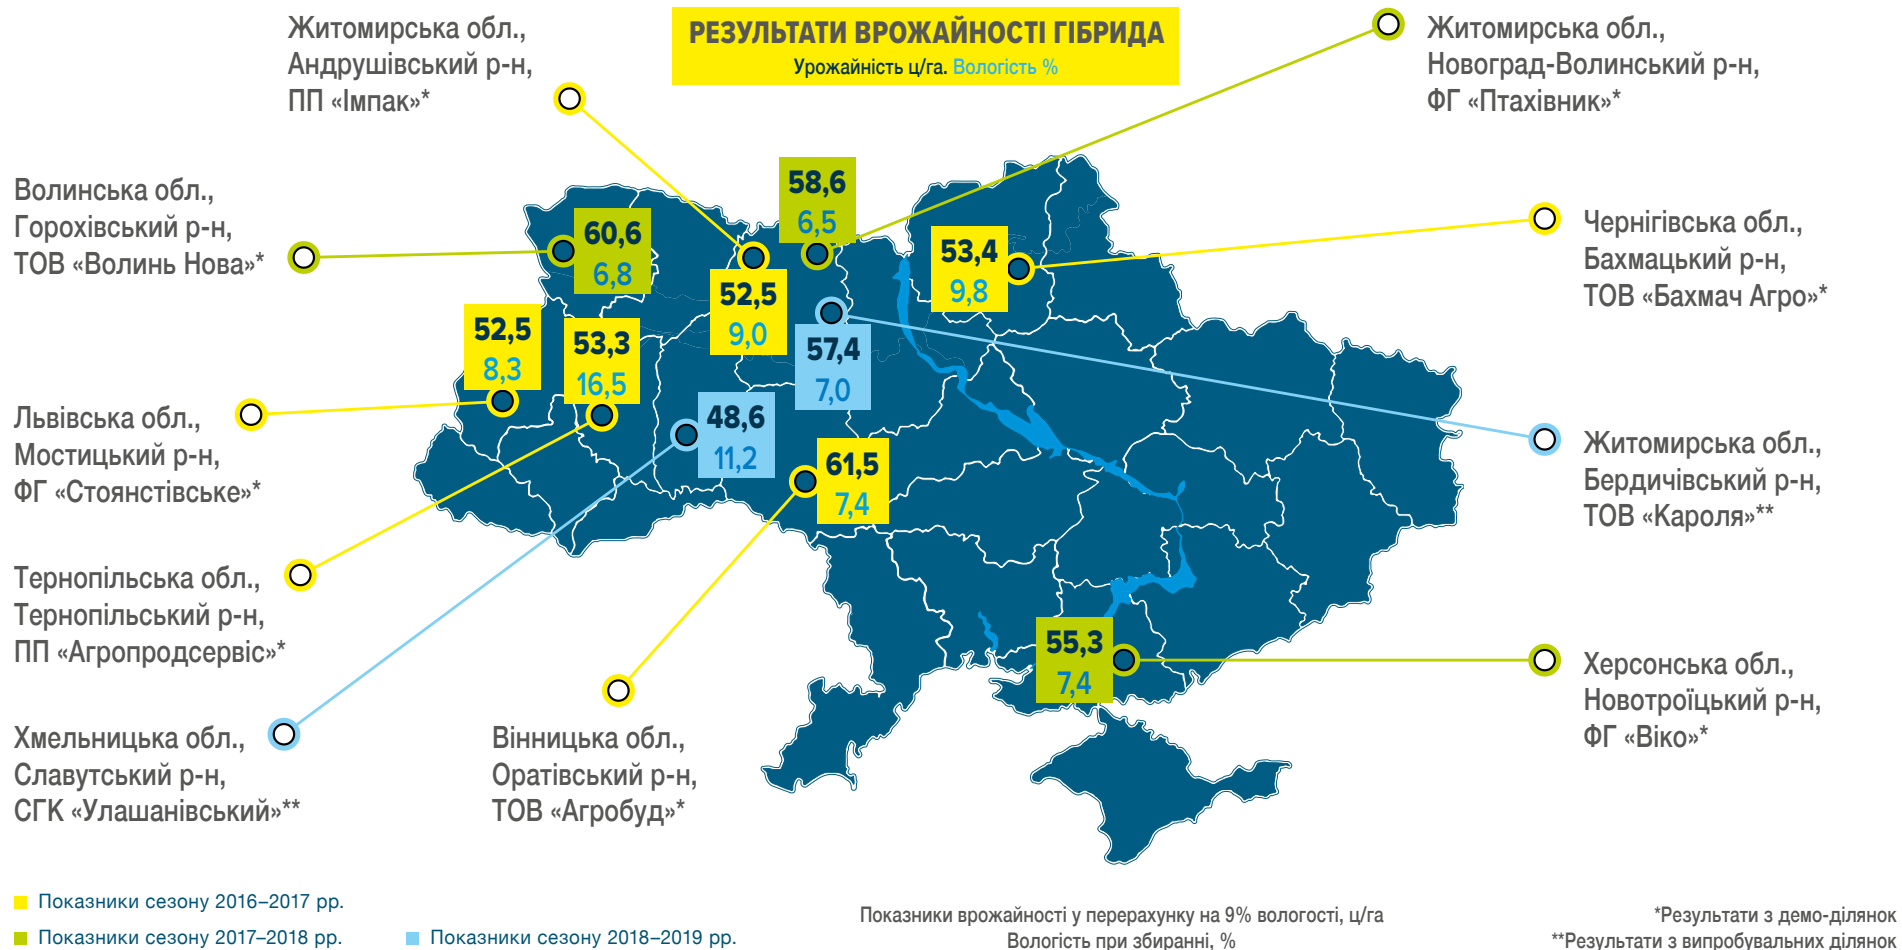 РЕЗУЛЬТАТИ ВРОЖАЙНОСТІ ГІБРИДА
Урожайність ц/га. Вологість %
Житомирська обл.,
Андрушівський р-н,
ПП «Імпак»*
Житомирська обл.,
Новоград-Волинський р-н,
ФГ «Птахівник»*
Волинська обл.,
Горохівський р-н,
ТОВ «Волинь Нова»*
Чернігівська обл.,
Бахмацький р-н,
ТОВ «Бахмач Агро»*
58,6
6,5
60,6
6,8
53,4
9,8
52,5
9,0
52,5
8,3
53,3
16,5
57,4
7,0
48,6
11,2
61,5
7,4
55,3
7,4
Львівська обл.,
Мостицький р-н,
ФГ «Стоянстівське»*
Житомирська обл.,
Бердичівський р-н,
ТОВ «Кароля»**
Тернопільська обл.,
Тернопільський р-н,
ПП «Агропродсервіс»*
Херсонська обл.,
Новотроїцький р-н,
ФГ «Віко»*
Хмельницька обл.,
Славутський р-н,
СГК «Улашанівський»**
Вінницька обл.,
Оратівський р-н,
ТОВ «Агробуд»*
Показники сезону 2016–2017 рр.
Показники сезону 2017–2018 рр.
Показники сезону 2018–2019 рр.
Показники врожайності у перерахунку на 9% вологості, ц/га
Вологість при збиранні, %
*Результати з демо-ділянок
**Результати з випробувальних ділянок